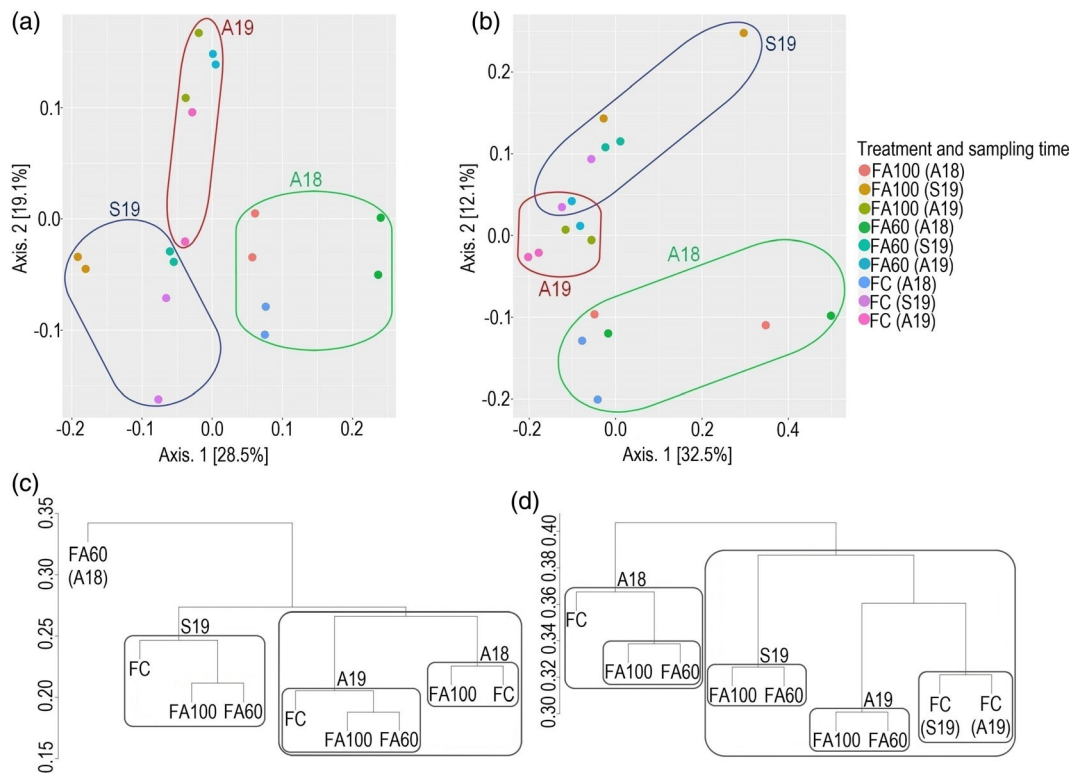 (a)
A19
A18
S19
0.1
0.0
-0.1
-0.2
-0.1
0.0
0.1
0.2
Axis. 2 [19.1%]
Axis. 1 [28.5%]
(b)
S19
A19
A18
0.2
0.1
0.0
-0.1
-0.2
-0.2
0.0
0.2
0.4
Axis. 2 [12.1%]
Axis. 1 [32.5%]
Treatment and sampling time
FA100 (A18)
FA100 (S19)
FA100 (A19)
FA60 (A18)
FA60 (S19)
FA60 (A19)
FC (A18)
FC (S19)
FC (A19)
(c)
0.35
0.30
0.25
0.20
0.15
FA60
(A18)
S19
FC
FA100 FA60
A19
FC
FA100 FA60
A18
FA100 FC
(d)
0.40
0.38
0.36
0.34
0.32
0.30
A18
FC
FA100 FA60
S19
FA100 FA60
A19
FA100 FA60
FC
(S19)
FC
(A19)